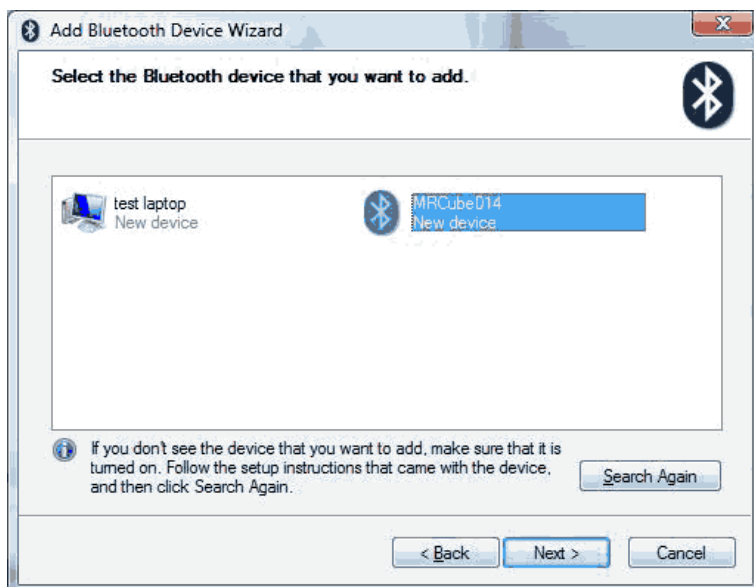 Add Bluetooth Device Wizard
Select the Bluetooth device that you want to add.
test laptop
New device
MRCube014
New device
If you don't see the device that you want to add, make sure that it is
turned on. Follow the setup instructions that came with the device,
and then click Search Again.
Search Again
< Back
Next >
Cancel